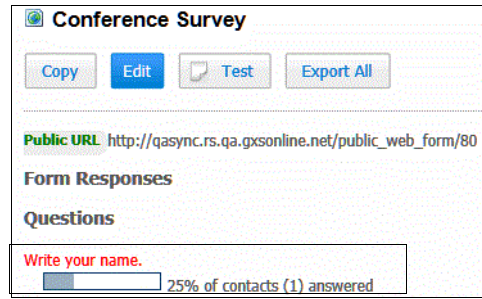 Conference Survey
Copy Edit Test Export All
Public URL http://qasync.rs.qa.gxsonline.net/public_web_form/80
Form Responses
Questions
Write your name.
25% of contacts (1) answered